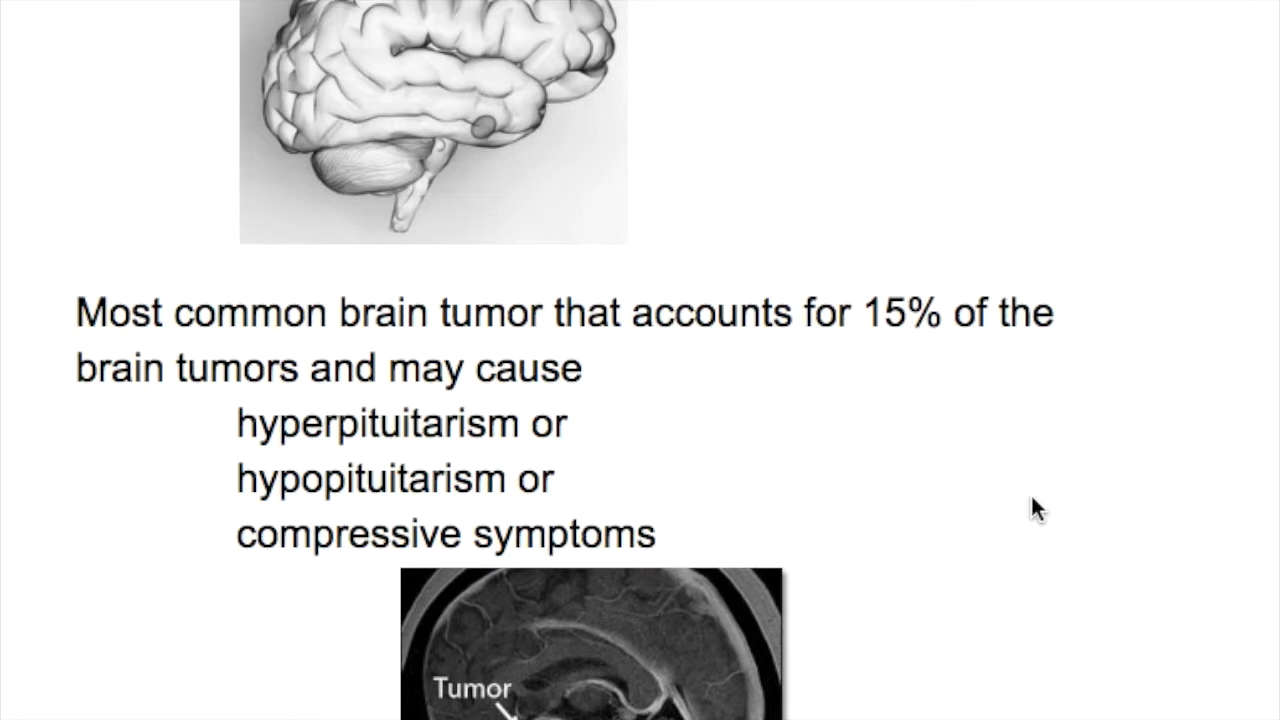 Most common brain tumor that accounts for 15% of the
brain tumors and may cause
hyperpituitarism or
hypopituitarism or
compressive symptoms
Tumor